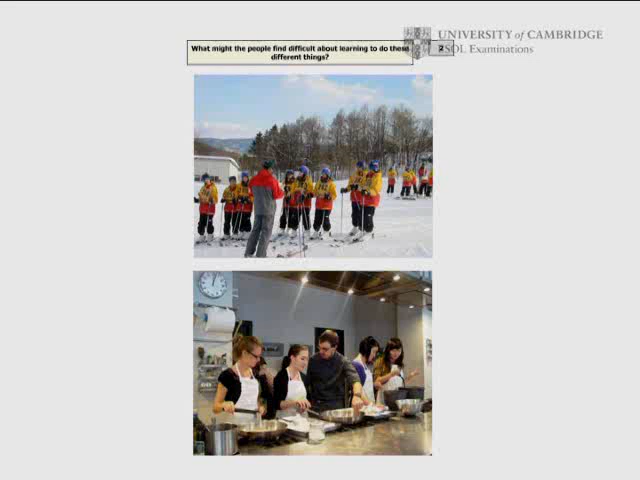 UNIVERSITY of CAMBRIDGE
ESOL Examinations
What might the people find difficult about learning to do these
different things?
2